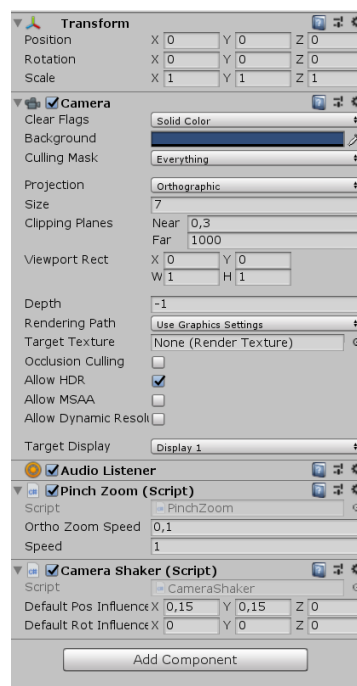 Transform
Position X 0 Y 0 Z 0
Rotation X 0 Y 0 Z 0
Scale X 1 Y 1 Z 1
Camera
Clear Flags Solid Color
Background
Culling Mask Everything
Projection Orthographic
Size 7
Clipping Planes Near 0,3
Far 1000
Viewport Rect X 0 Y 0
W 1 H 1
Depth -1
Rendering Path Use Graphics Settings
Target Texture None (Render Texture)
Occlusion Culling
Allow HDR
Allow MSAA
Allow Dynamic Resolu
Target Display Display 1
Audio Listener
Pinch Zoom (Script)
Script PinchZoom
Ortho Zoom Speed 0,1
Speed 1
Camera Shaker (Script)
Script CameraShaker
Default Pos Influence X 0,15 Y 0,15 Z 0
Default Rot Influence X 0 Y 0 Z 0
Add Component